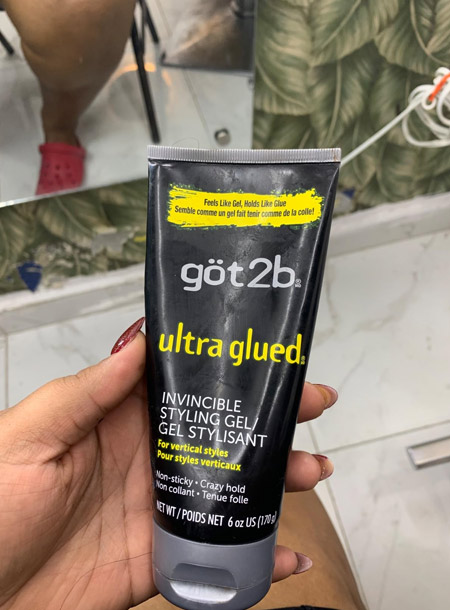 Feels Like Gel, Holds Like Glue
Semble comme un gel fait tenir comme de la colle!
göt2b®
ultra glued®
INVINCIBLE
STYLING GEL/
GEL STYLISANT
For vertical styles
Pour styles verticaux
Non-sticky • Crazy hold
Non collant • Tenue folle
NET WT/POIDS NET 6 oz US (170 g)